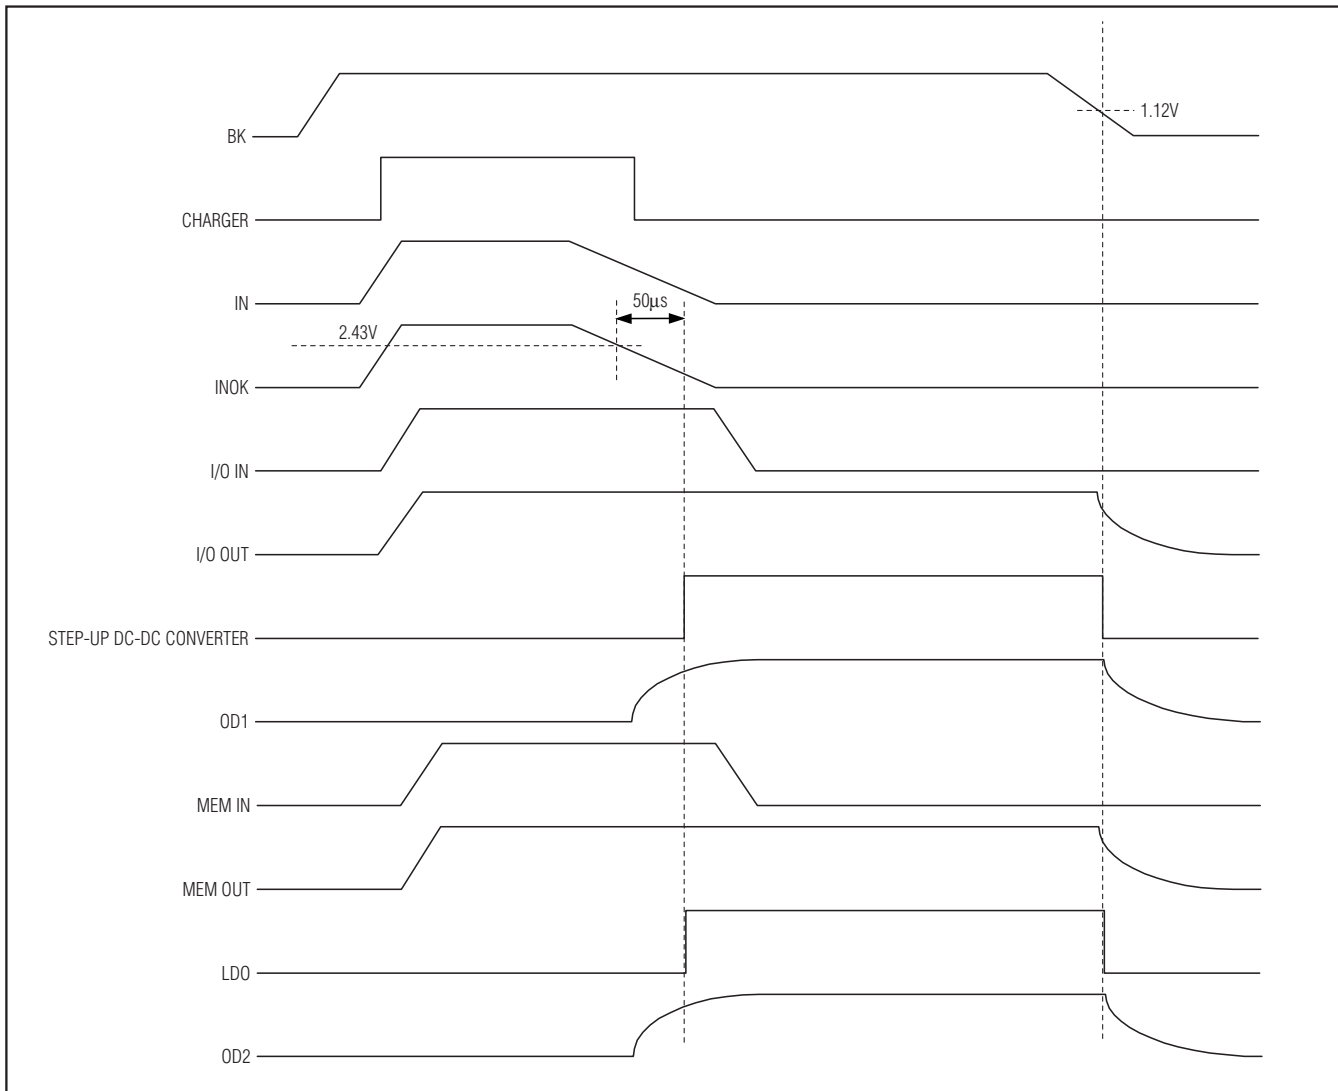 BK
1.12V
CHARGER
IN
50μs
2.43V
INOK
I/O IN
I/O OUT
STEP-UP DC-DC CONVERTER
OD1
MEM IN
MEM OUT
LDO
OD2